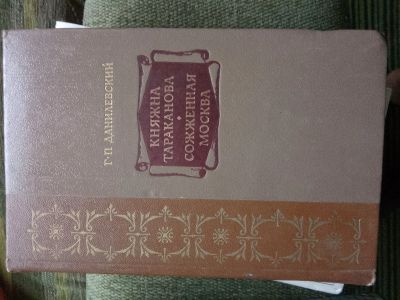 Г·П ДАНИЛЕВСКИЙ
КНЯЖНА
ТАРАКАНОВА
•
СОЖЖЕННАЯ
МОСКВА